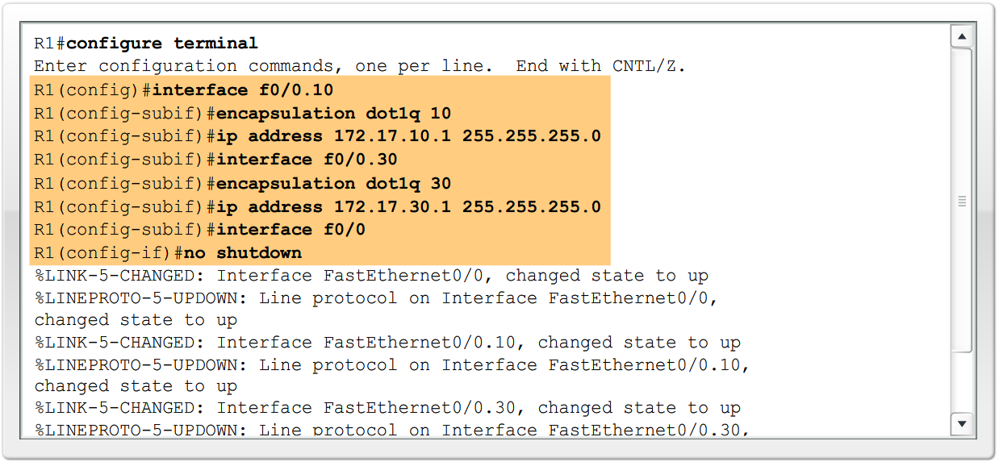 R1#configure terminal
Enter configuration commands, one per line.  End with CNTL/Z.
R1(config)#interface f0/0.10
R1(config-subif)#encapsulation dot1q 10
R1(config-subif)#ip address 172.17.10.1 255.255.255.0
R1(config-subif)#interface f0/0.30
R1(config-subif)#encapsulation dot1q 30
R1(config-subif)#ip address 172.17.30.1 255.255.255.0
R1(config-subif)#interface f0/0
R1(config-if)#no shutdown
%LINK-5-CHANGED: Interface FastEthernet0/0, changed state to up
%LINEPROTO-5-UPDOWN: Line protocol on Interface FastEthernet0/0,
changed state to up
%LINK-5-CHANGED: Interface FastEthernet0/0.10, changed state to up
%LINEPROTO-5-UPDOWN: Line protocol on Interface FastEthernet0/0.10,
changed state to up
%LINK-5-CHANGED: Interface FastEthernet0/0.30, changed state to up
%LINEPROTO-5-UPDOWN: Line protocol on Interface FastEthernet0/0.30,